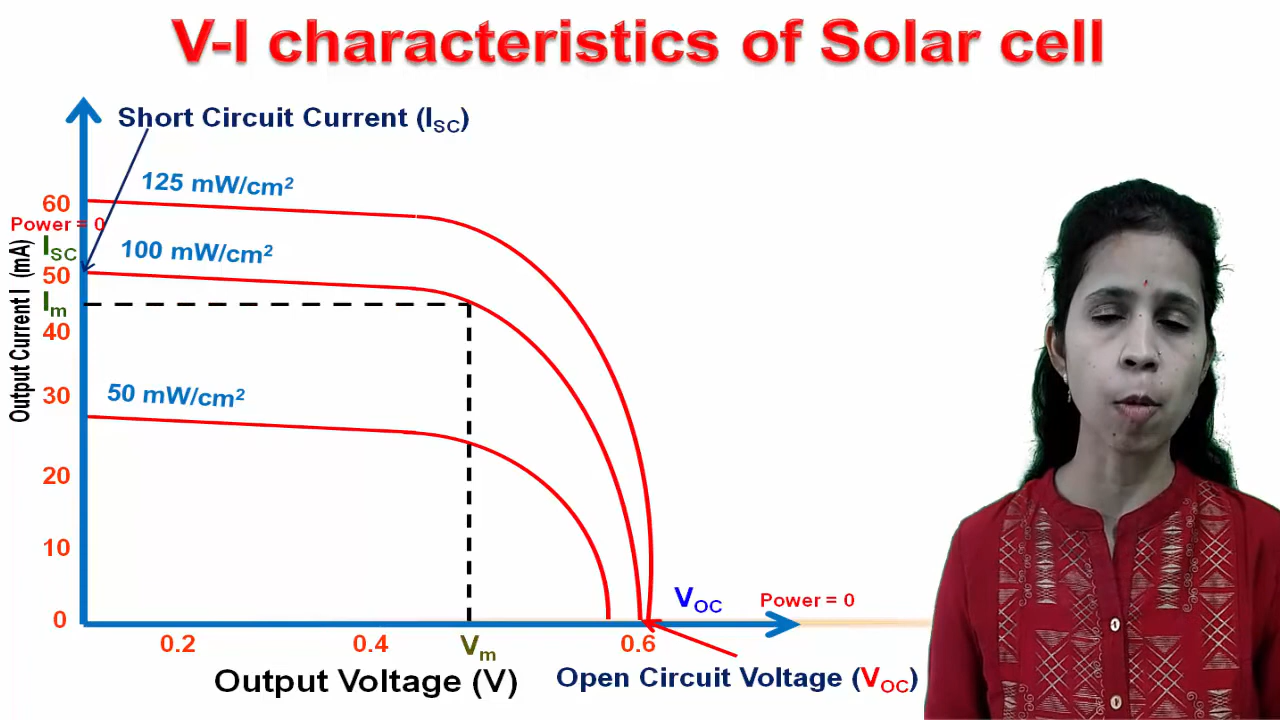 V-I characteristics of Solar cell
Short Circuit Current (ISC)
125 mW/cm²
60
Power = 0
ISC
100 mW/cm²
50
Im
40
Output Current I (mA)
30
50 mW/cm²
20
10
0
VOC
Power = 0
0.2
0.4
Vm
0.6
Output Voltage (V)
Open Circuit Voltage (VOC)